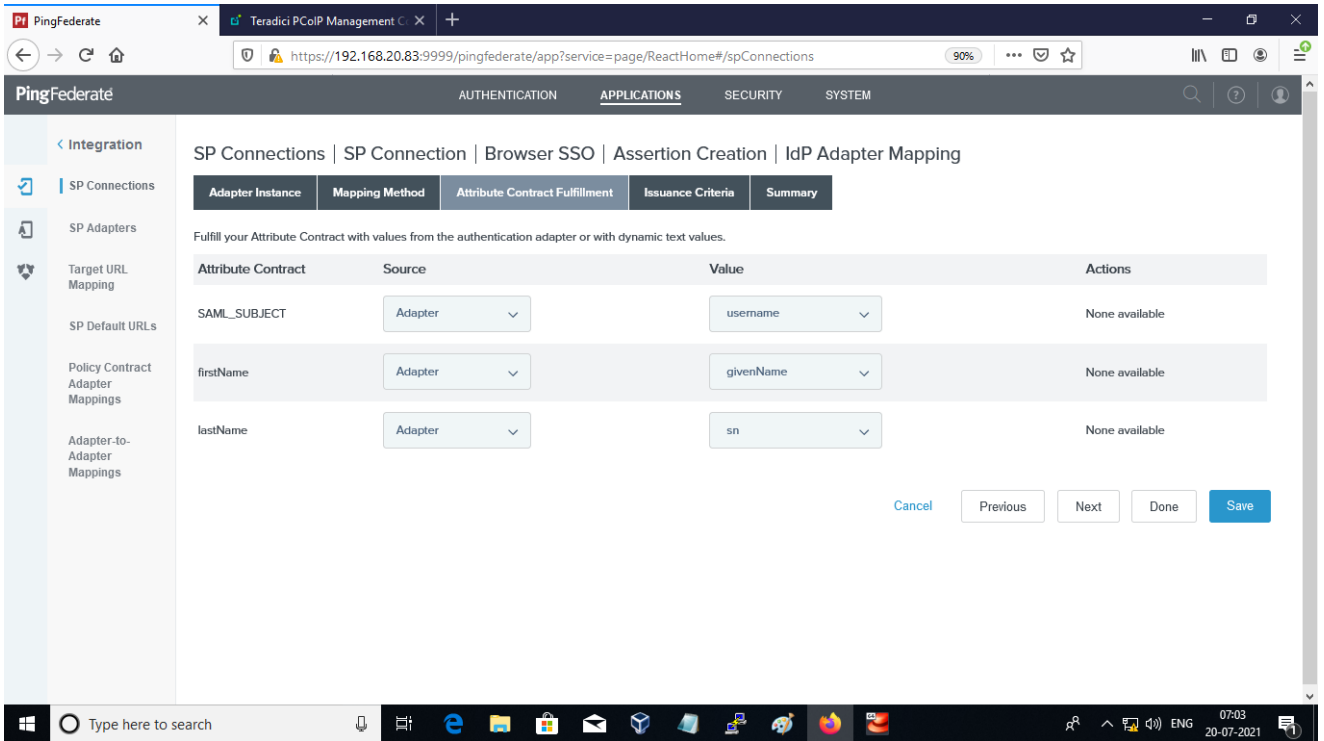 Pf PingFederate
Teradici PCoIP Management C
https://192.168.20.83:9999/pingfederate/app?service=page/ReactHome#/spConnections
90%
PingFederate
AUTHENTICATION APPLICATIONS SECURITY SYSTEM
< Integration
SP Connections
SP Adapters
Target URL
Mapping
SP Default URLs
Policy Contract
Adapter
Mappings
Adapter-to-
Adapter
Mappings
SP Connections | SP Connection | Browser SSO | Assertion Creation | IdP Adapter Mapping
Adapter Instance Mapping Method Attribute Contract Fulfillment Issuance Criteria Summary
Fulfill your Attribute Contract with values from the authentication adapter or with dynamic text values.
Attribute Contract Source Value Actions
SAML_SUBJECT Adapter username None available
firstName Adapter givenName None available
lastName Adapter sn None available
Cancel Previous Next Done Save
Type here to search
ENG
07:03
20-07-2021
1